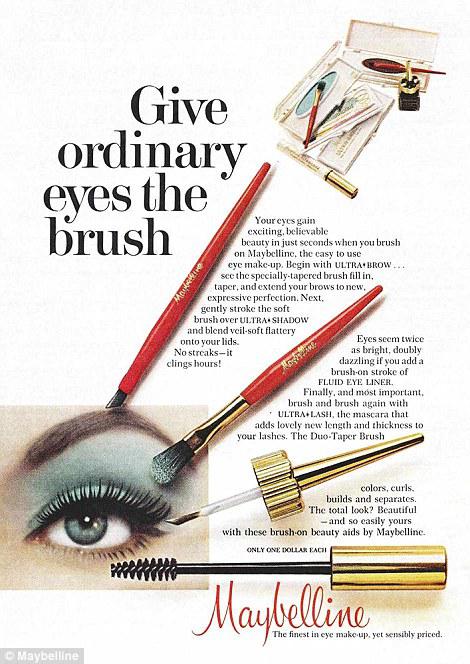 Give
ordinary
eyes the
brush
Your eyes gain
exciting, believable
beauty in just seconds when you brush
on Maybelline, the easy to use
eye make-up. Begin with ULTRA•BROW . . .
see the specially-tapered brush fill in,
taper, and extend your brows to new,
expressive perfection. Next,
gently stroke the soft
brush over ULTRA•SHADOW
and blend veil-soft flattery
onto your lids.
No streaks—it
clings hours!
Maybelline
Maybelline
Eyes seem twice
as bright, doubly
dazzling if you add a
brush-on stroke of
FLUID EYE LINER.
Finally, and most important,
brush and brush again with
ULTRA•LASH, the mascara that
adds lovely new length and thickness to
your lashes. The Duo-Taper Brush
colors, curls,
builds and separates.
The total look? Beautiful
—and so easily yours
with these brush-on beauty aids by Maybelline.
ONLY ONE DOLLAR EACH
Maybelline
The finest in eye make-up, yet sensibly priced.
© Maybelline